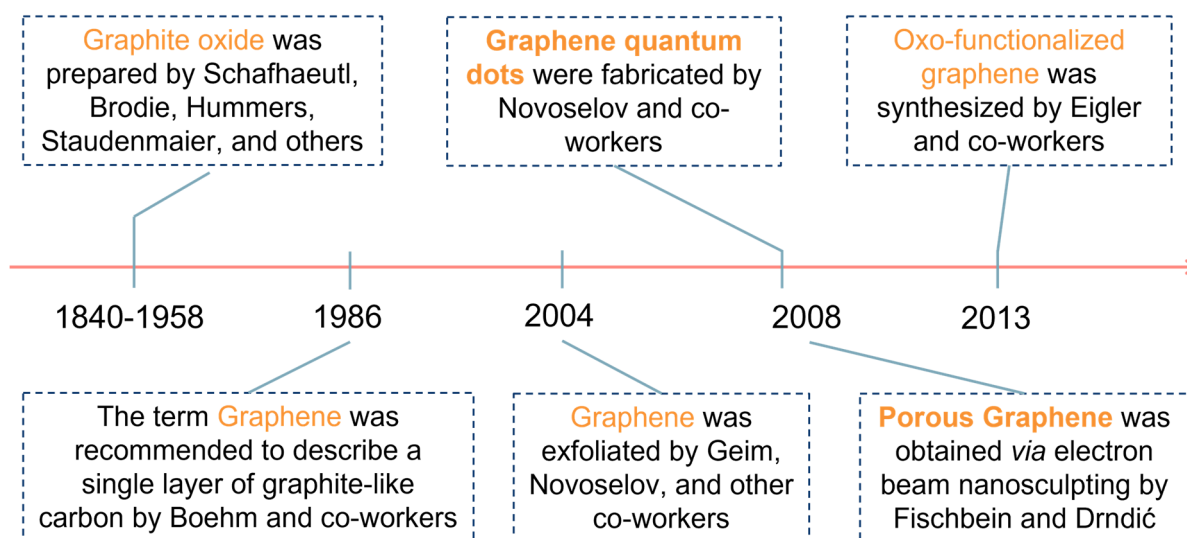 Graphite oxide was
prepared by Schafhaeutl,
Brodie, Hummers,
Staudenmaier, and others
Graphene quantum
dots were fabricated by
Novoselov and co-
workers
Oxo-functionalized
graphene was
synthesized by Eigler
and co-workers
1840-1958
1986
2004
2008
2013
The term Graphene was
recommended to describe a
single layer of graphite-like
carbon by Boehm and co-workers
Graphene was
exfoliated by Geim,
Novoselov, and other
co-workers
Porous Graphene was
obtained via electron
beam nanosculpting by
Fischbein and Drndić